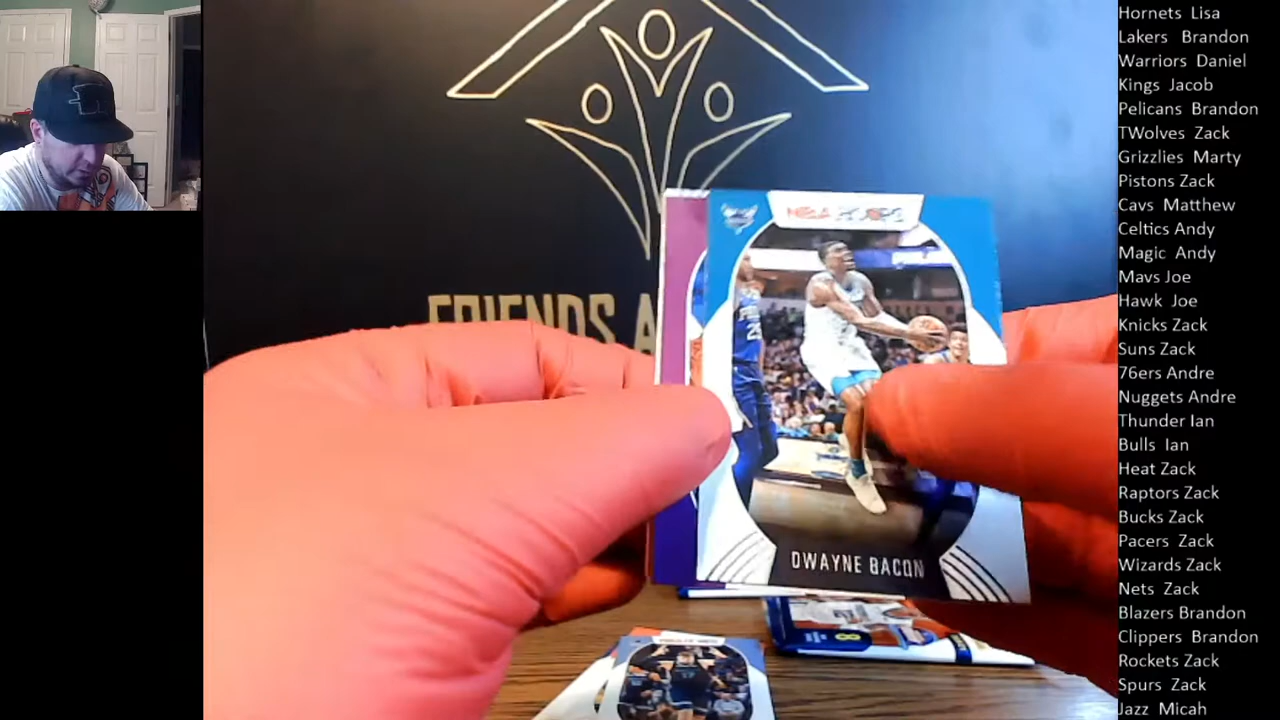 FRIENDS A
NBA HOOPS
DWAYNE BACON
8
Hornets Lisa
Lakers Brandon
Warriors Daniel
Kings Jacob
Pelicans Brandon
TWolves Zack
Grizzlies Marty
Pistons Zack
Cavs Matthew
Celtics Andy
Magic Andy
Mavs Joe
Hawk Joe
Knicks Zack
Suns Zack
76ers Andre
Nuggets Andre
Thunder Ian
Bulls Ian
Heat Zack
Raptors Zack
Bucks Zack
Pacers Zack
Wizards Zack
Nets Zack
Blazers Brandon
Clippers Brandon
Rockets Zack
Spurs Zack
Jazz Micah